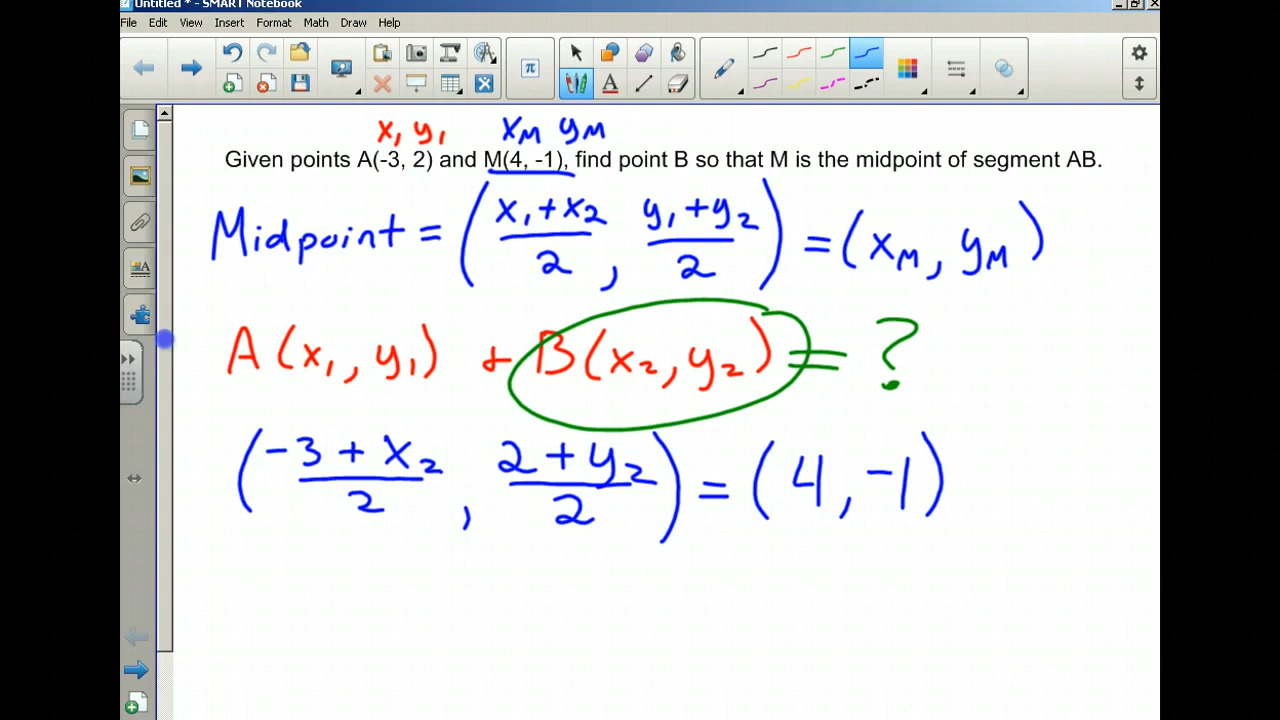 Untitled * - SMART Notebook
File Edit View Insert Format Math Draw Help
π
A
x₁ y₁ x_M y_M
Given points A(-3, 2) and M(4, -1), find point B so that M is the midpoint of segment AB.
Midpoint = ( (x₁ + x₂)/2 , (y₁ + y₂)/2 ) = (x_M, y_M)
A(x₁, y₁) + B(x₂, y₂) = ?
( (-3 + x₂)/2 , (2 + y₂)/2 ) = (4, -1)